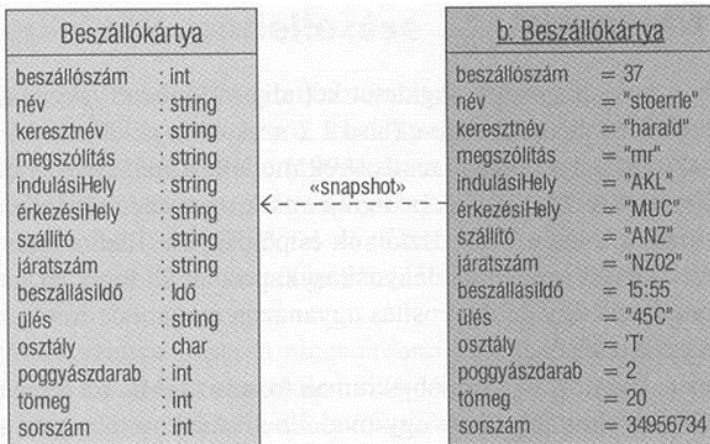 Beszállókártya
beszállószám : int
név : string
keresztnév : string
megszólítás : string
indulásiHely : string
érkezésiHely : string
szállító : string
járatszám : string
beszállásiIdő : Idő
ülés : string
osztály : char
poggyászdarab : int
tömeg : int
sorszám : int
«snapshot»
b: Beszállókártya
beszállószám = 37
név = "stoerrle"
keresztnév = "harald"
megszólítás = "mr"
indulásiHely = "AKL"
érkezésiHely = "MUC"
szállító = "ANZ"
járatszám = "NZ02"
beszállásiIdő = 15:55
ülés = "45C"
osztály = 'T'
poggyászdarab = 2
tömeg = 20
sorszám = 34956734